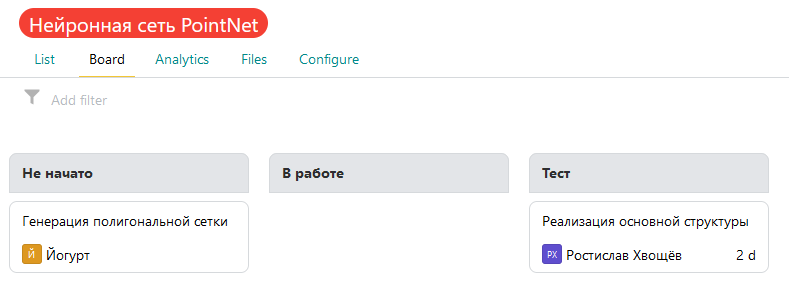 Нейронная сеть PointNet
List Board Analytics Files Configure
Add filter
Не начато В работе Тест
Генерация полигональной сетки Реализация основной структуры
Й Йогурт РХ Ростислав Хвощёв 2 d